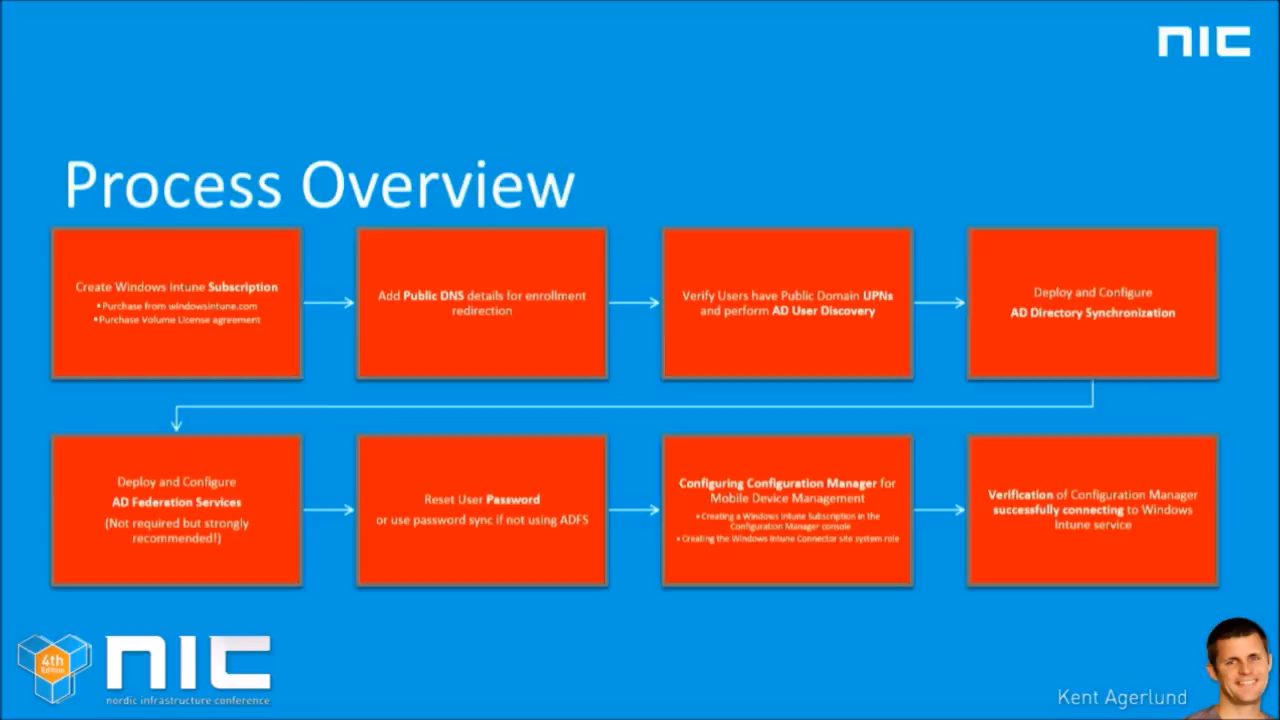 NIC
Process Overview
Create Windows Intune Subscription
• Purchase from windowsintune.com
• Purchase Volume License agreement
Add Public DNS details for enrollment
redirection
Verify Users have Public Domain UPNs
and perform AD User Discovery
Deploy and Configure
AD Directory Synchronization
Deploy and Configure
AD Federation Services
(Not required but strongly
recommended!)
Reset User Password
or use password sync if not using ADFS
Configuring Configuration Manager for
Mobile Device Management
• Creating a Windows Intune Subscription in the
Configuration Manager console
• Creating the Windows Intune Connector site system role
Verification of Configuration Manager
successfully connecting to Windows
Intune service
4th
Edition
NIC
nordic infrastructure conference
Kent Agerlund